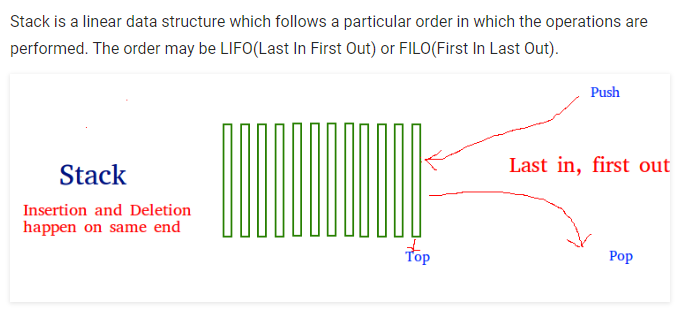 Stack is a linear data structure which follows a particular order in which the operations are
performed. The order may be LIFO(Last In First Out) or FILO(First In Last Out).
Push
Last in, first out
Stack
Insertion and Deletion
happen on same end
Top
Pop